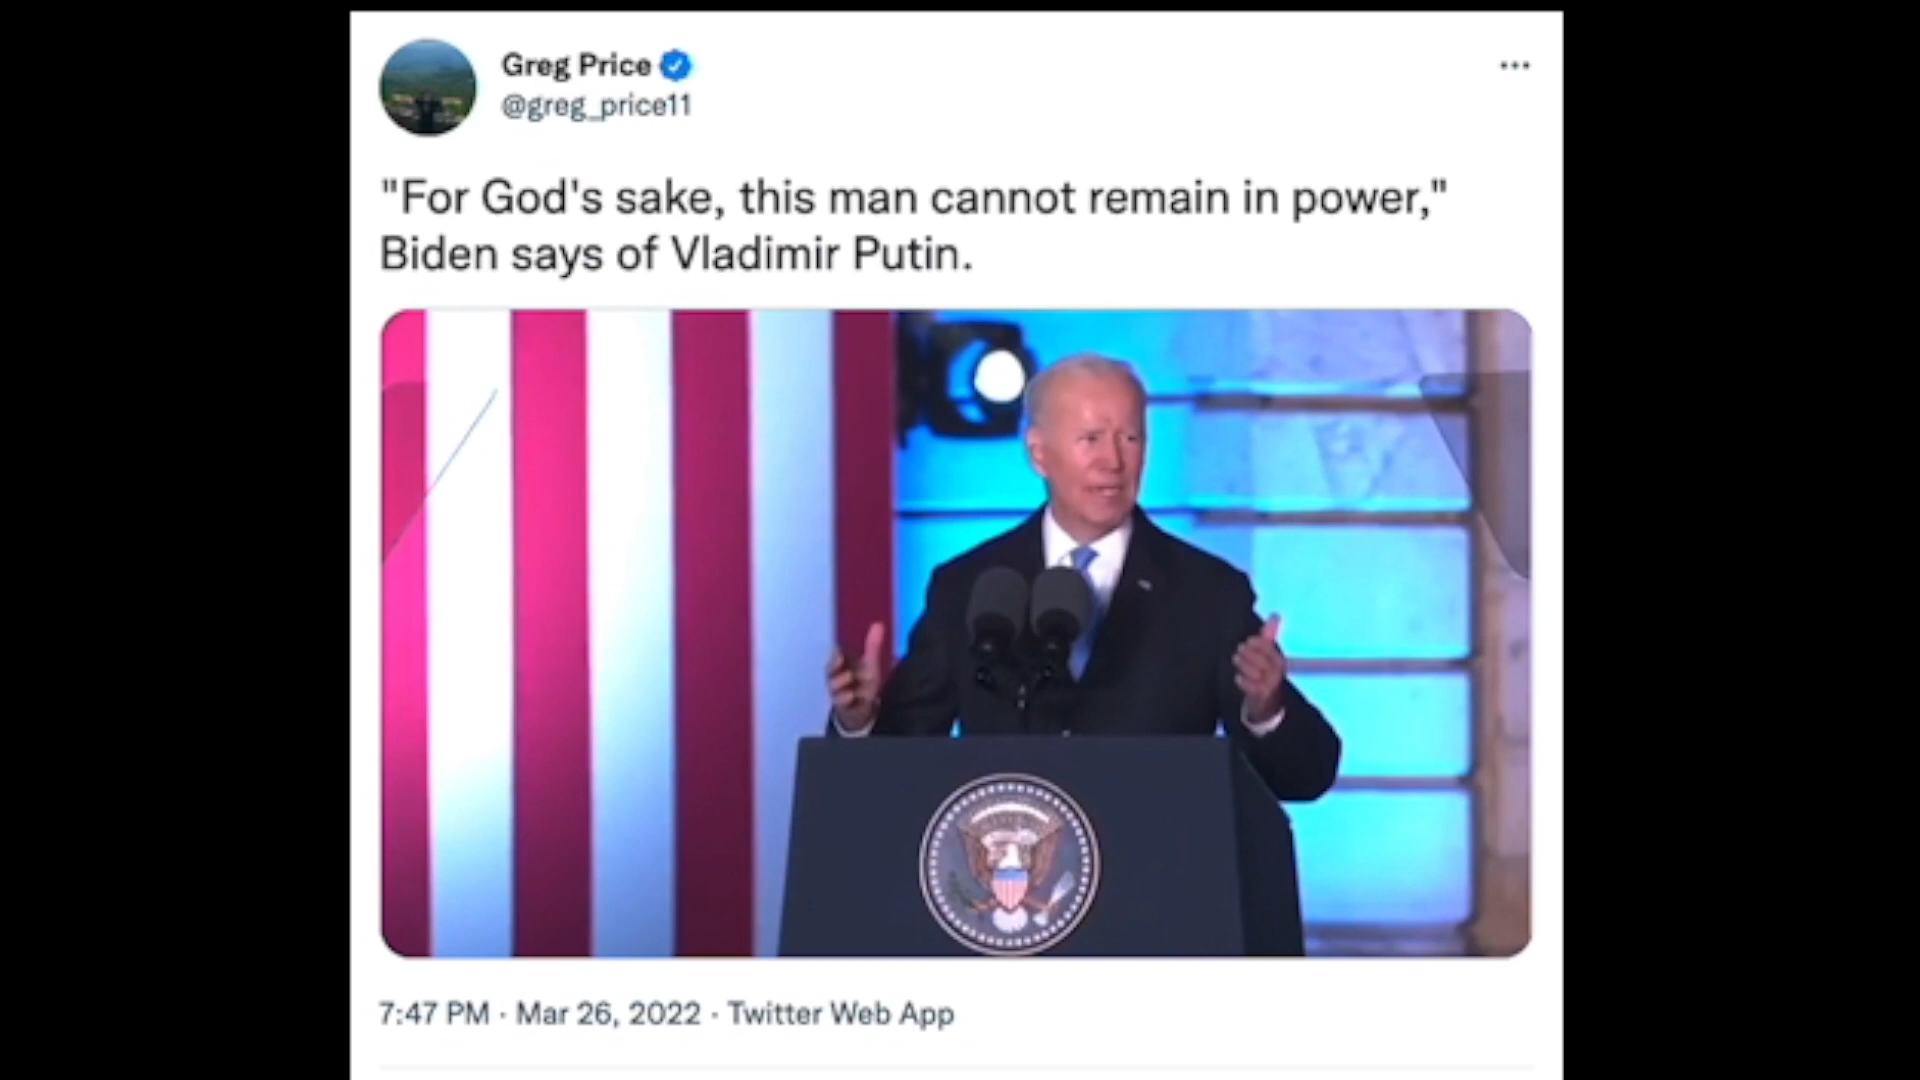 Greg Price
@greg_price11
"For God's sake, this man cannot remain in power,"
Biden says of Vladimir Putin.
7:47 PM · Mar 26, 2022 · Twitter Web App